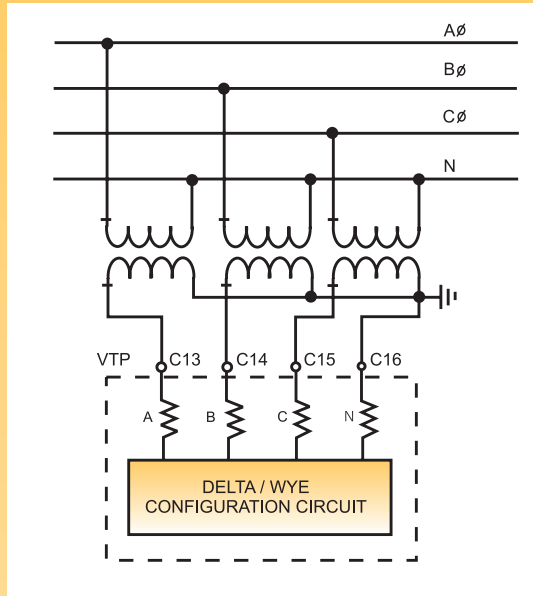 AØ
BØ
CØ
N
VTP C13 C14 C15 C16
A B C N
DELTA / WYE
CONFIGURATION CIRCUIT